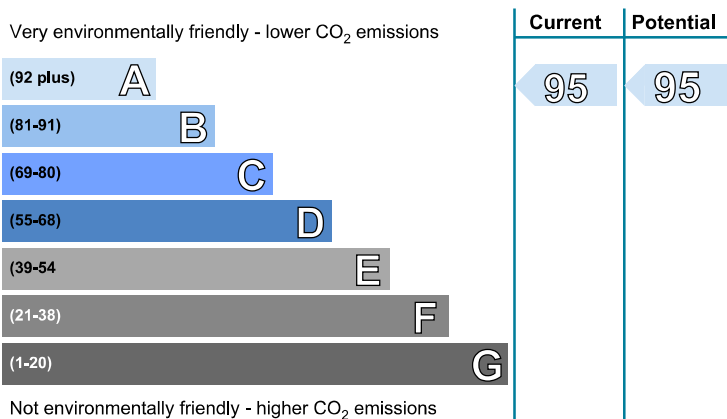 Very environmentally friendly - lower CO₂ emissions
Current
Potential
(92 plus) A
95
95
(81-91) B
(69-80) C
(55-68) D
(39-54 E
(21-38) F
(1-20) G
Not environmentally friendly - higher CO₂ emissions